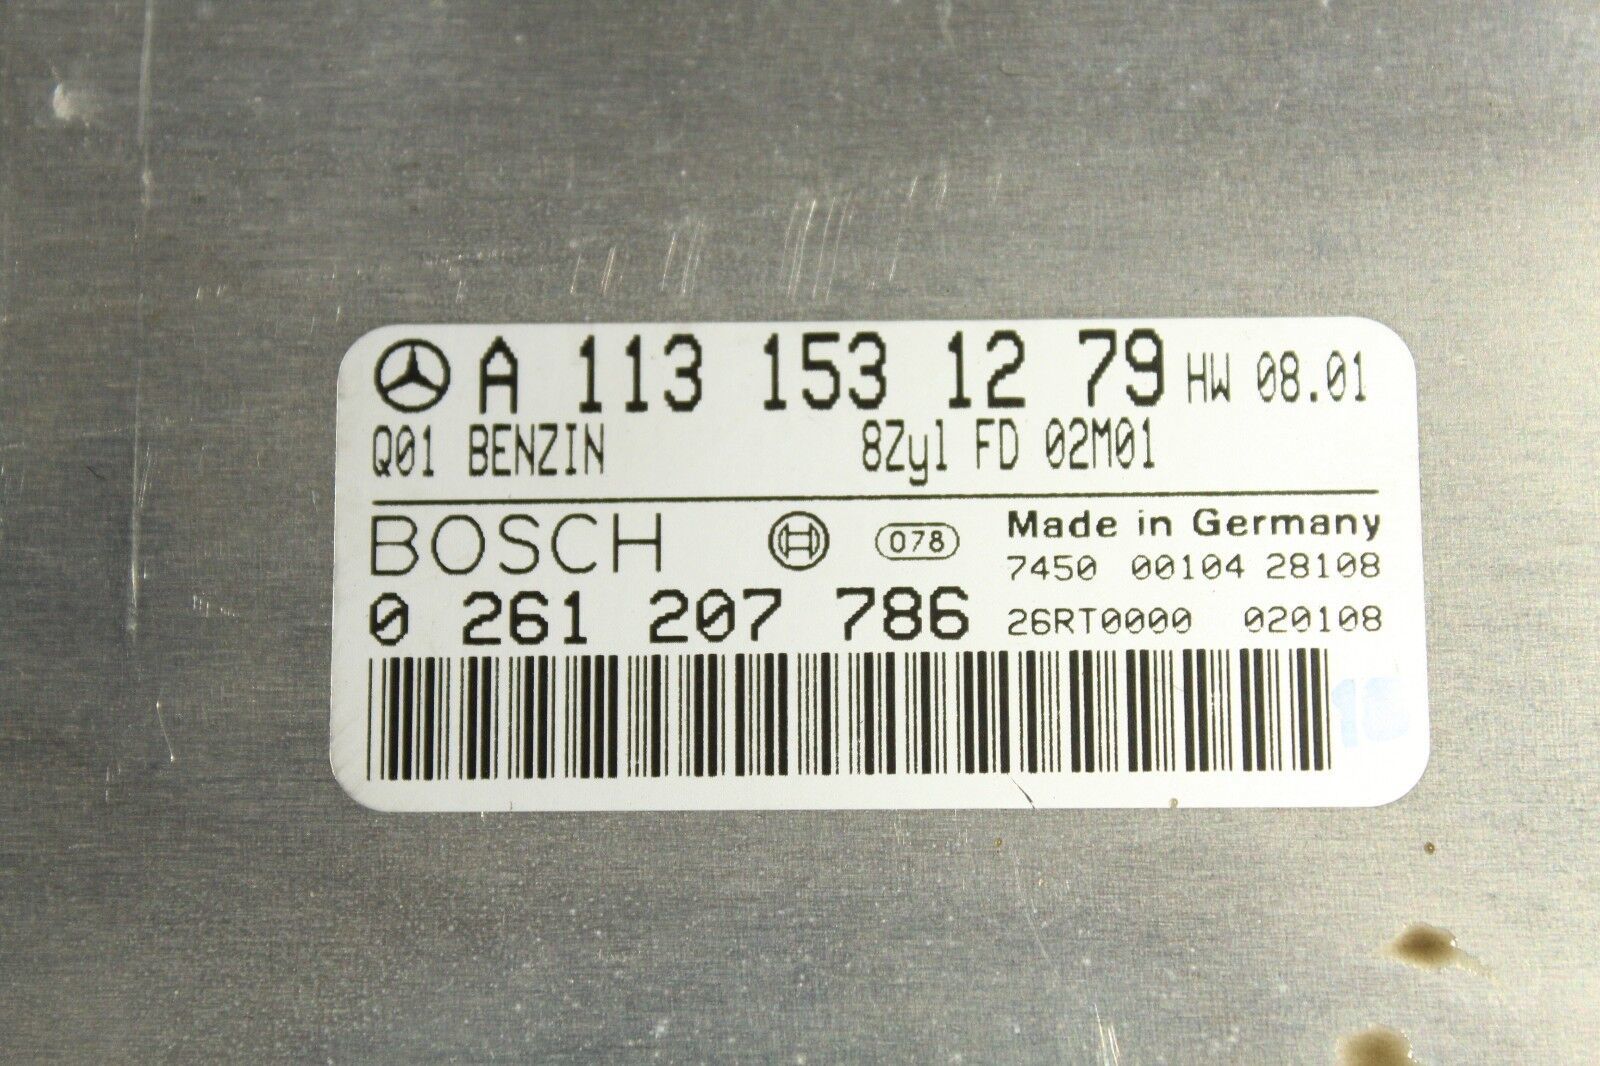 A 113 153 12 79 HW 08.01
Q01 BENZIN 8Zyl FD 02M01
BOSCH 078 Made in Germany
7450 00104 28108
0 261 207 786 26RT0000 020108